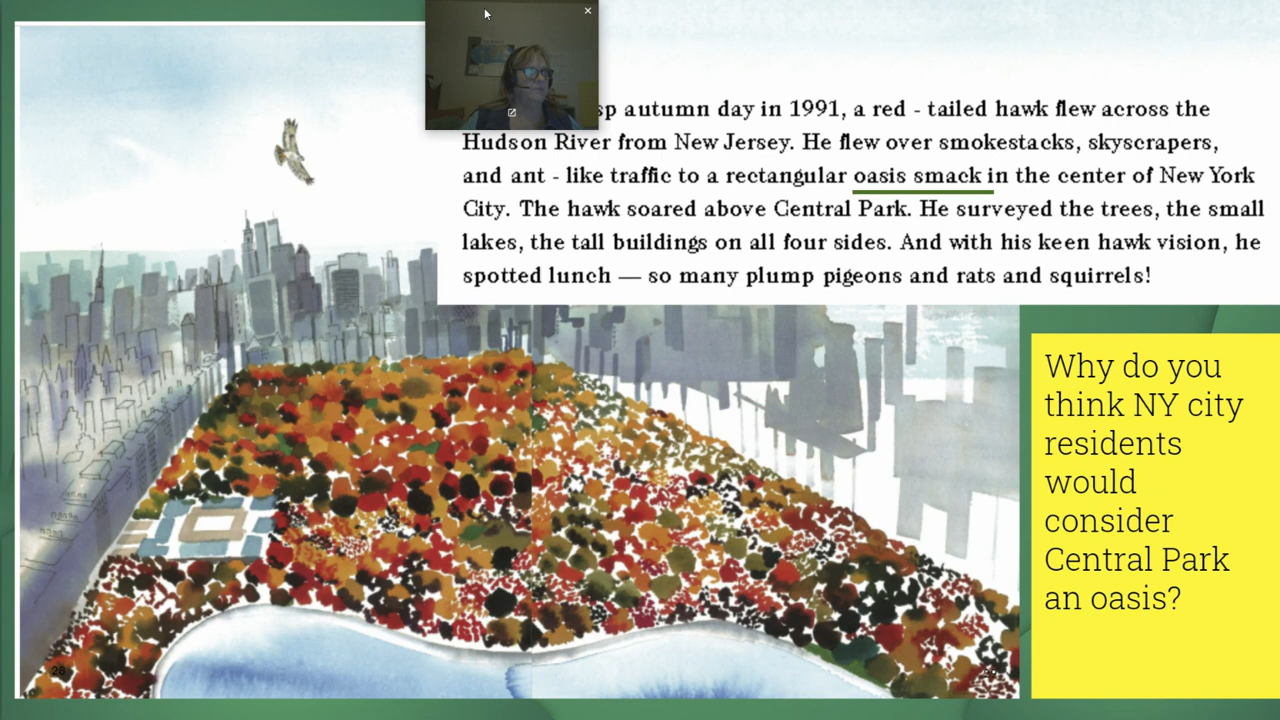 sp autumn day in 1991, a red - tailed hawk flew across the
Hudson River from New Jersey. He flew over smokestacks, skyscrapers,
and ant - like traffic to a rectangular oasis smack in the center of New York
City. The hawk soared above Central Park. He surveyed the trees, the small
lakes, the tall buildings on all four sides. And with his keen hawk vision, he
spotted lunch — so many plump pigeons and rats and squirrels!
Why do you
think NY city
residents
would
consider
Central Park
an oasis?
28